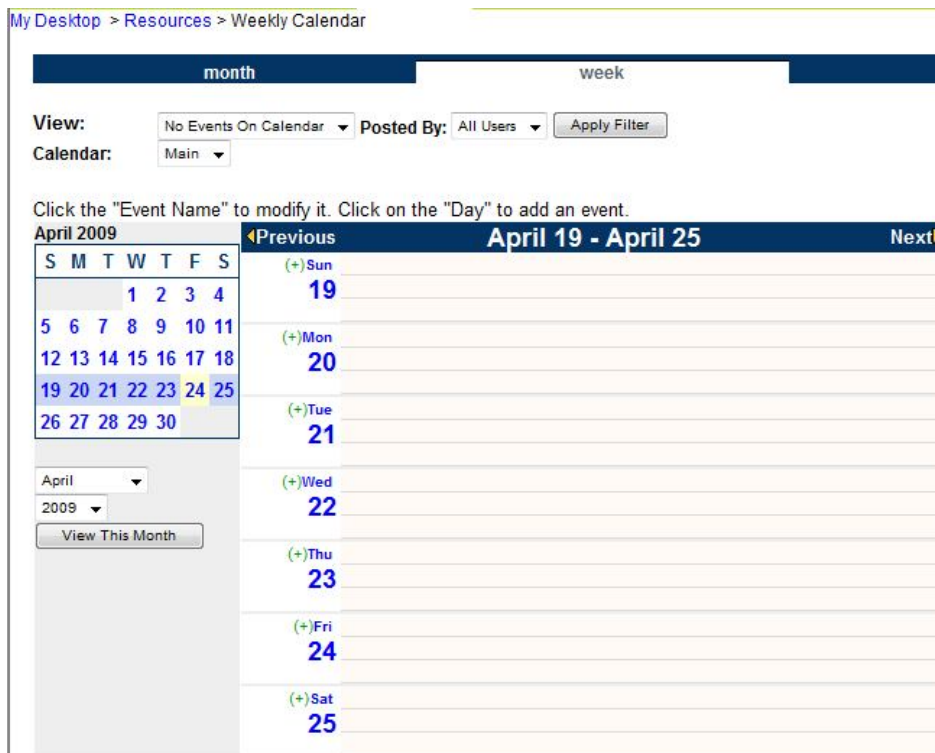 My Desktop > Resources > Weekly Calendar
month week
View: No Events On Calendar Posted By: All Users Apply Filter
Calendar: Main
Click the "Event Name" to modify it. Click on the "Day" to add an event.
April 2009
S M T W T F S
1 2 3 4
5 6 7 8 9 10 11
12 13 14 15 16 17 18
19 20 21 22 23 24 25
26 27 28 29 30
April
2009
View This Month
Previous April 19 - April 25 Next
(+)Sun
19
(+)Mon
20
(+)Tue
21
(+)Wed
22
(+)Thu
23
(+)Fri
24
(+)Sat
25